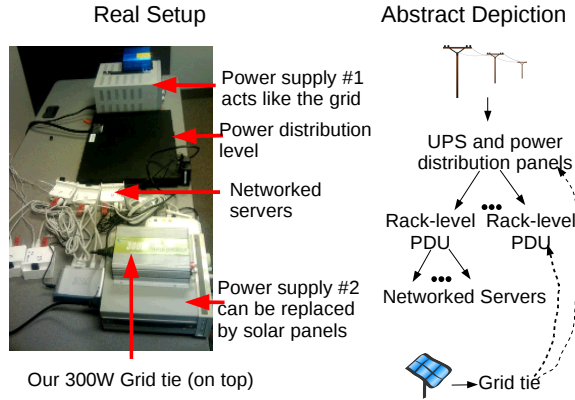 Real Setup
Power supply #1
acts like the grid
Power distribution
level
Networked
servers
Power supply #2
can be replaced
by solar panels
Our 300W Grid tie (on top)
Abstract Depiction
UPS and power
distribution panels
•••
Rack-level
PDU
Rack-level
PDU
•••
Networked Servers
Grid tie